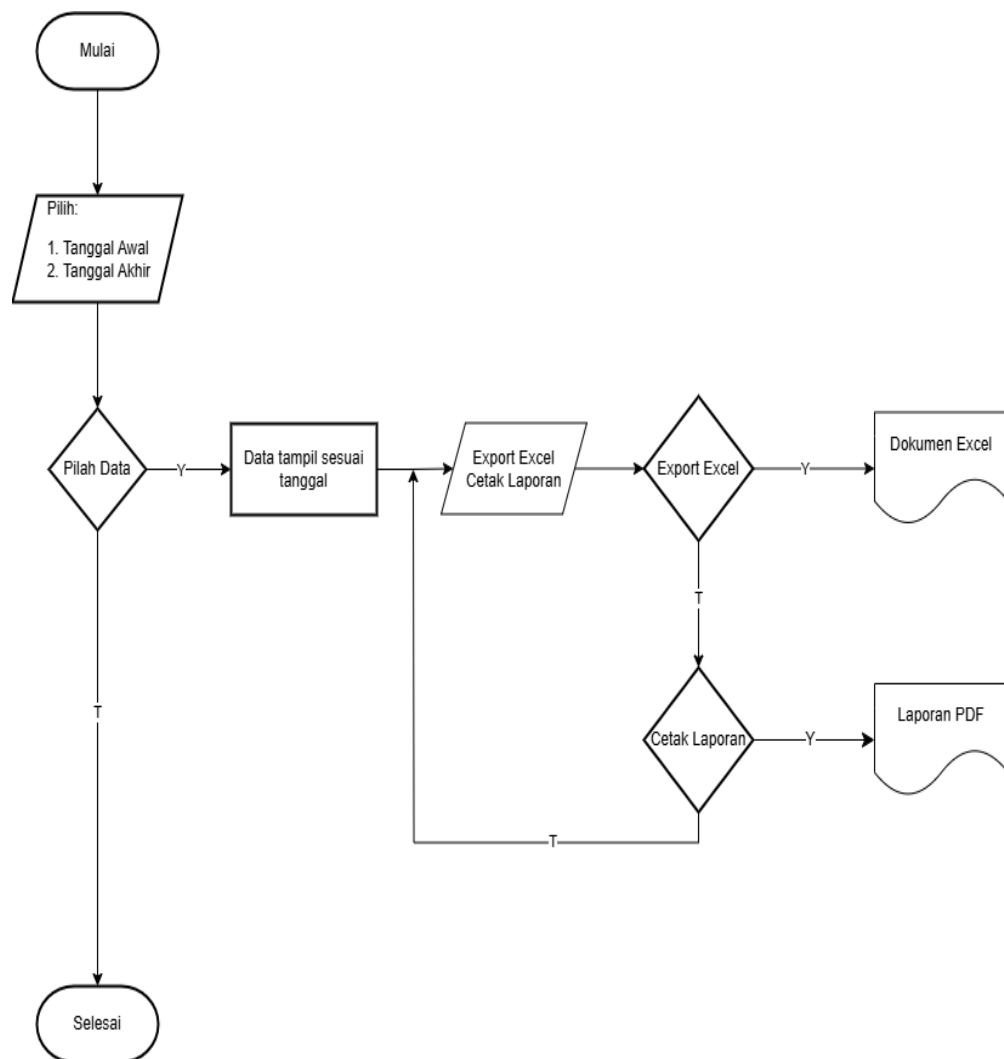 Mulai
Pilih:
1. Tanggal Awal
2. Tanggal Akhir
Pilah Data
Y
Data tampil sesuai
tanggal
Export Excel
Cetak Laporan
Export Excel
Y
Dokumen Excel
T
Cetak Laporan
Y
Laporan PDF
T
T
Selesai